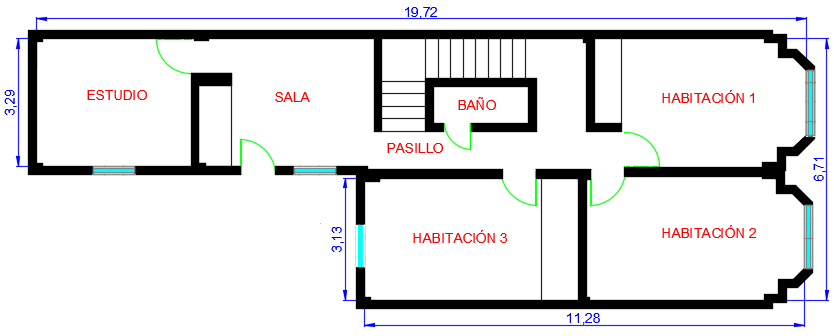 19,72
ESTUDIO
SALA
BAÑO
HABITACIÓN 1
3,29
PASILLO
6,71
3,13
HABITACIÓN 3
HABITACIÓN 2
11,28